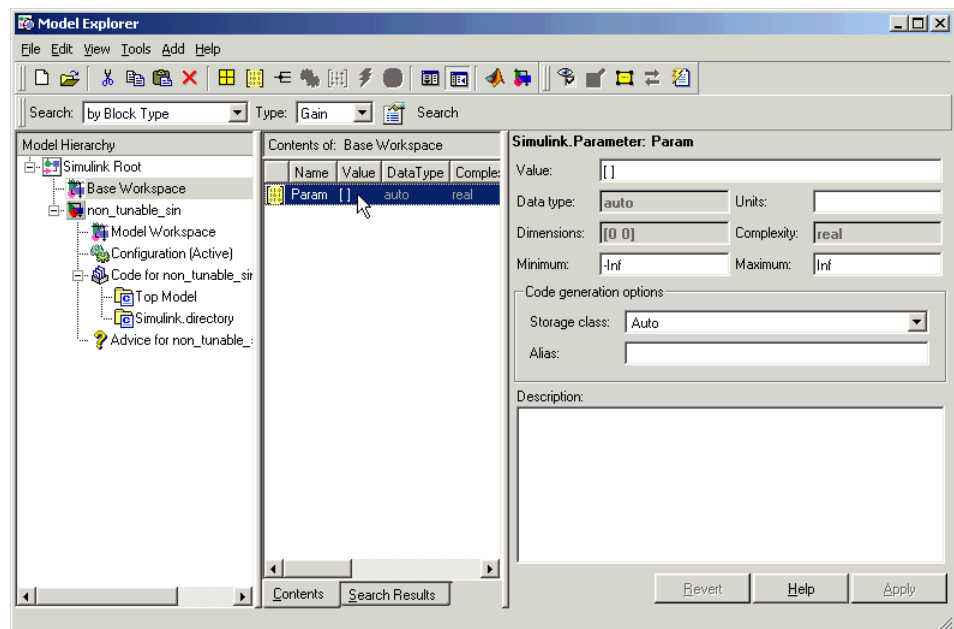 Model Explorer
File Edit View Tools Add Help
Search: by Block Type Type: Gain Search
Model Hierarchy
Simulink Root
Base Workspace
non_tunable_sin
Model Workspace
Configuration (Active)
Code for non_tunable_sin
Top Model
Simulink.directory
Advice for non_tunable_
Contents of: Base Workspace
Name Value DataType Complex
Param [ ] auto real
Contents Search Results
Simulink.Parameter: Param
Value: [ ]
Data type: auto Units:
Dimensions: [0 0] Complexity: real
Minimum: -Inf Maximum: Inf
Code generation options
Storage class: Auto
Alias:
Description:
Revert Help Apply